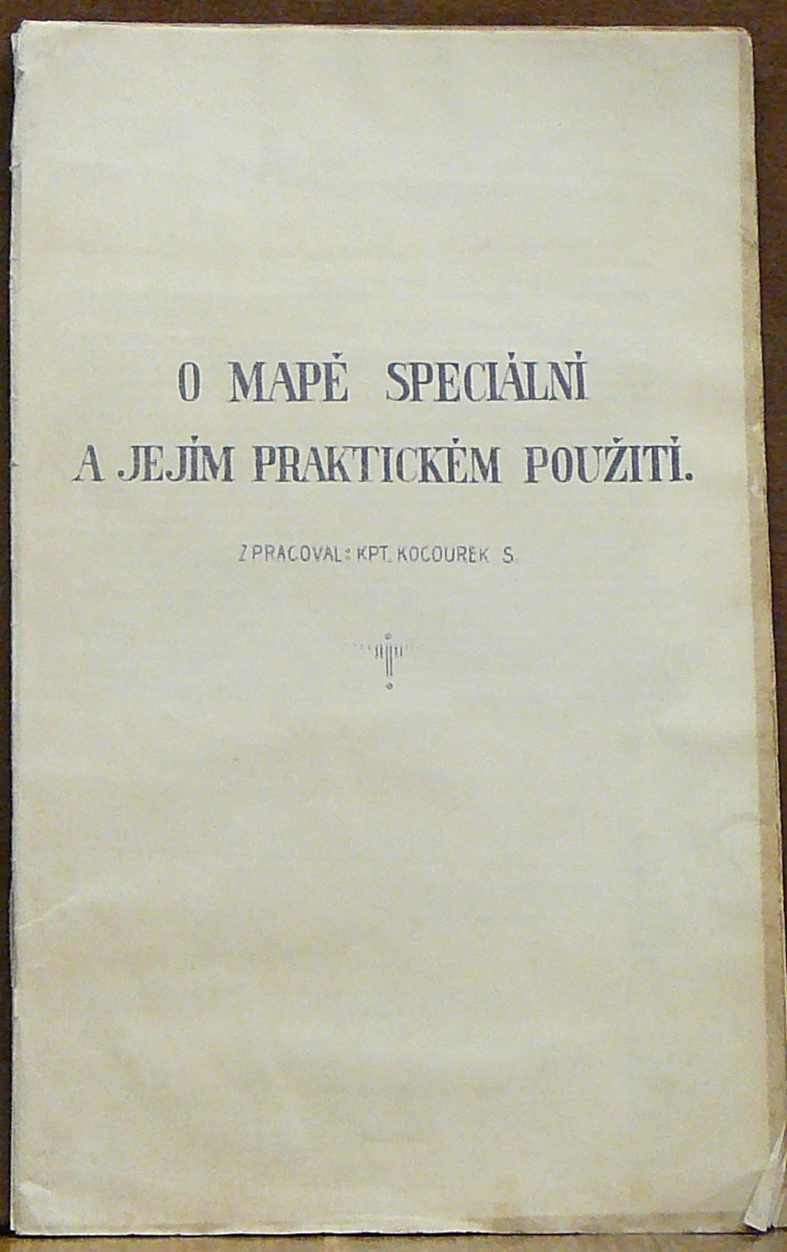 O MAPĚ SPECIÁLNÍ
A JEJÍM PRAKTICKÉM POUŽITÍ.
ZPRACOVAL: KPT. KOCOUREK S.